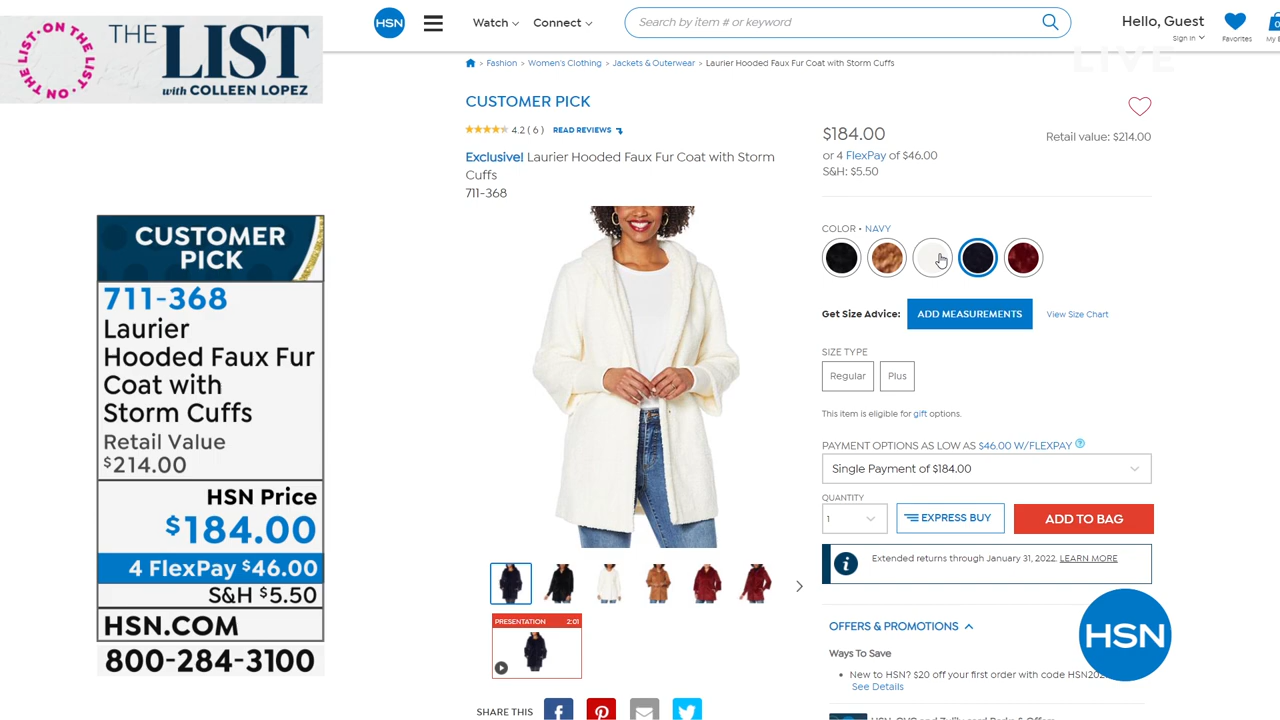 ON THE LIST • ON THE LIST •
THE LIST
with COLLEEN LOPEZ
CUSTOMER
PICK
711-368
Laurier
Hooded Faux Fur
Coat with
Storm Cuffs
Retail Value
$214.00
HSN Price
$184.00
4 FlexPay $46.00
S&H $5.50
HSN.COM
800-284-3100
HSN
Watch
Connect
Search by item # or keyword
Hello, Guest
Sign In
Favorites
0
LIVE
> Fashion > Women's Clothing > Jackets & Outerwear > Laurier Hooded Faux Fur Coat with Storm Cuffs
CUSTOMER PICK
4.2 ( 6 ) READ REVIEWS
Exclusive! Laurier Hooded Faux Fur Coat with Storm
Cuffs
711-368
PRESENTATION 2:01
SHARE THIS
$184.00
Retail value: $214.00
or 4 FlexPay of $46.00
S&H: $5.50
COLOR • NAVY
Get Size Advice: ADD MEASUREMENTS View Size Chart
SIZE TYPE
Regular Plus
This item is eligible for gift options.
PAYMENT OPTIONS AS LOW AS $46.00 W/FLEXPAY ?
Single Payment of $184.00
QUANTITY
1 EXPRESS BUY ADD TO BAG
Extended returns through January 31, 2022. LEARN MORE
OFFERS & PROMOTIONS
Ways To Save
• New to HSN? $20 off your first order with code
See Details
HSN